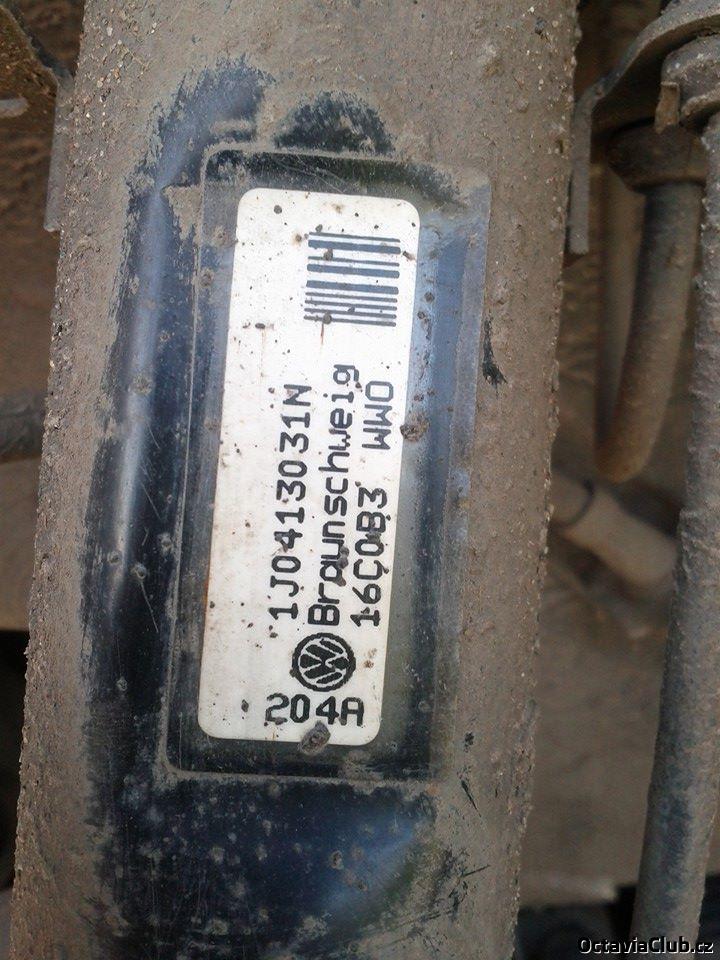 1J0413031N
Braunschweig
16C0B3 WWO
204A
OctaviaClub.cz